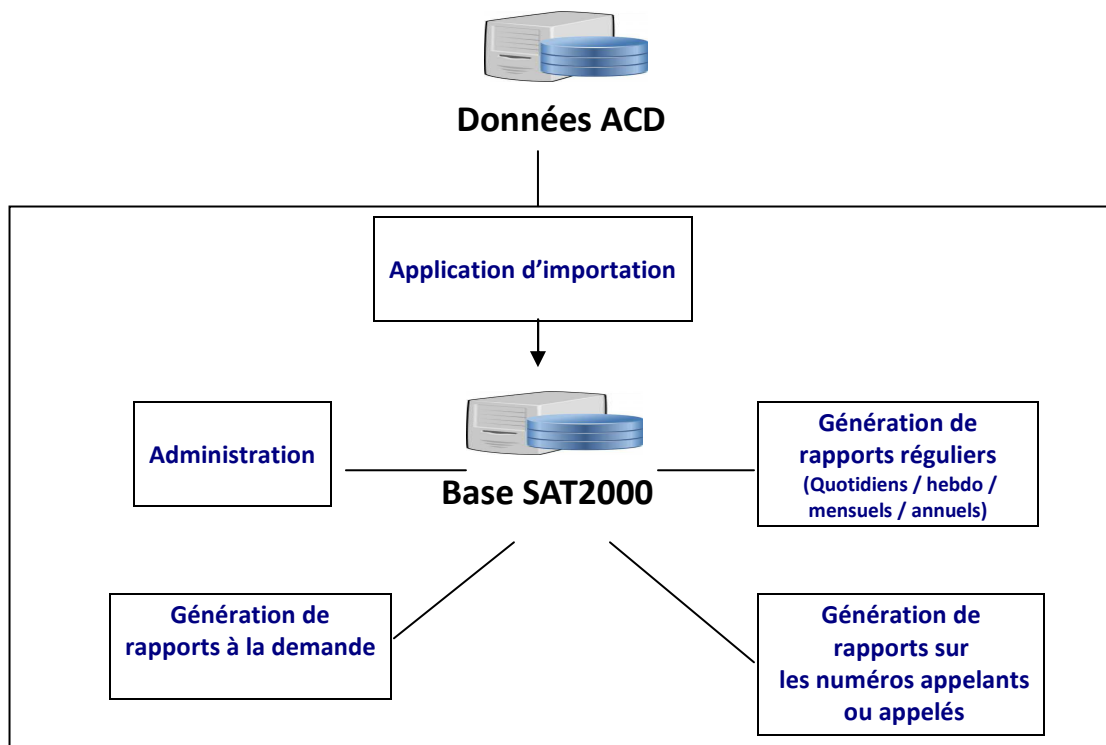 Données ACD
Application d’importation
Administration
Base SAT2000
Génération de
rapports réguliers
(Quotidiens / hebdo /
mensuels / annuels)
Génération de
rapports à la demande
Génération de
rapports sur
les numéros appelants
ou appelés